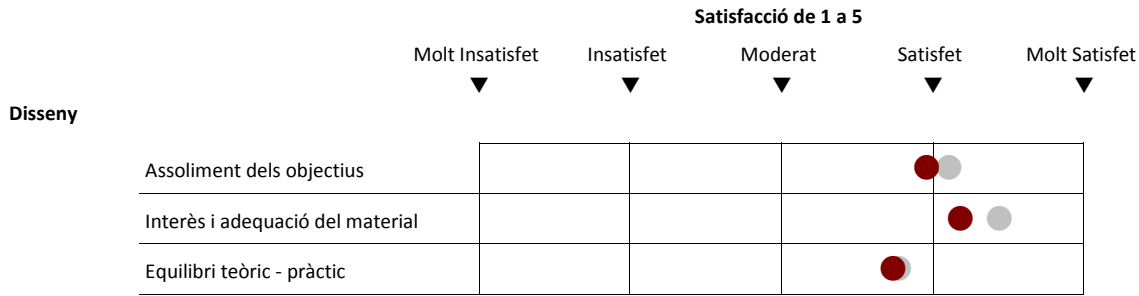 Satisfacció de 1 a 5
Molt Insatisfet Insatisfet Moderat Satisfet Molt Satisfet
Disseny
Assoliment dels objectius
Interès i adequació del material
Equilibri teòric - pràctic